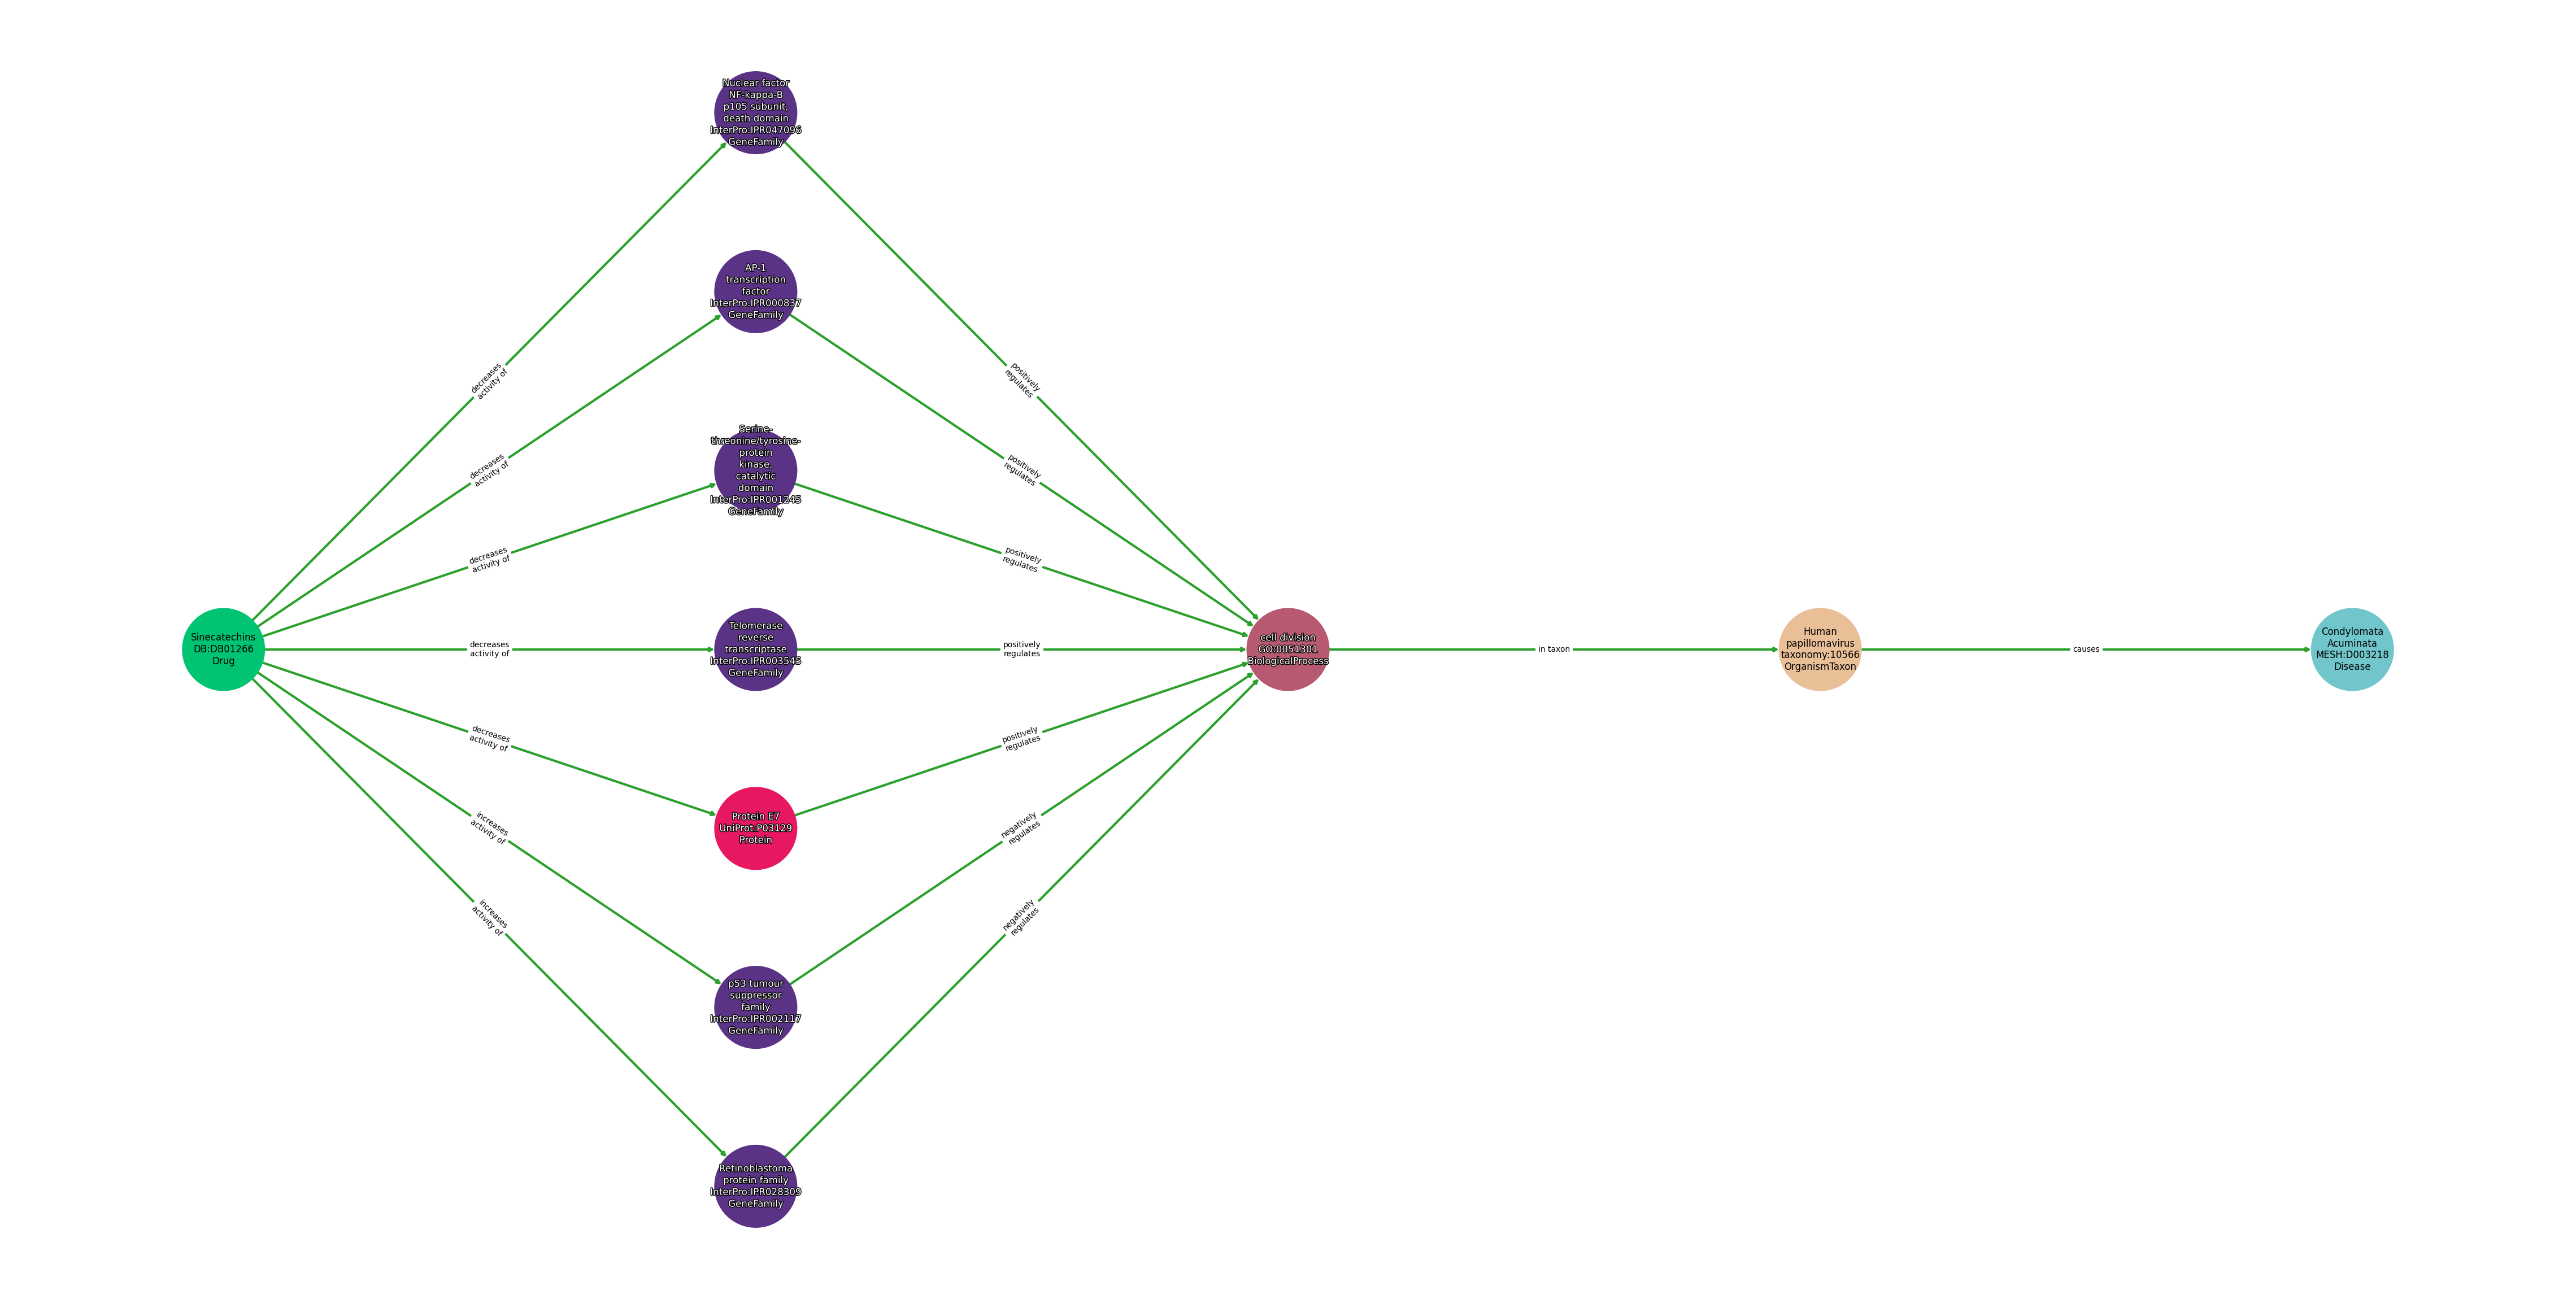 Nuclear factor
NF-kappa-B
p105 subunit,
death domain
InterPro:IPR047096
GeneFamily
AP-1
transcription
factor
InterPro:IPR000837
GeneFamily
Serine-
threonine/tyrosine-
protein
kinase,
catalytic
domain
InterPro:IPR001245
GeneFamily
Sinecatechins
DB:DB01266
Drug
Telomerase
reverse
transcriptase
InterPro:IPR003545
GeneFamily
Protein E7
UniProt:P03129
Protein
p53 tumour
suppressor
family
InterPro:IPR002117
GeneFamily
Retinoblastoma
protein family
InterPro:IPR028309
GeneFamily
cell division
GO:0051301
BiologicalProcess
Human
papillomavirus
taxonomy:10566
OrganismTaxon
Condylomata
Acuminata
MESH:D003218
Disease
decreases
activity of
decreases
activity of
decreases
activity of
decreases
activity of
decreases
activity of
increases
activity of
increases
activity of
positively
regulates
positively
regulates
positively
regulates
positively
regulates
positively
regulates
negatively
regulates
negatively
regulates
in taxon
causes